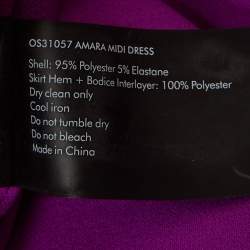 OS31057 AMARA MIDI DRESS
Shell: 95% Polyester 5% Elastane
Skirt Hem + Bodice Interlayer: 100% Polyester
Dry clean only
Cool iron
Do not tumble dry
Do not bleach
Made in China